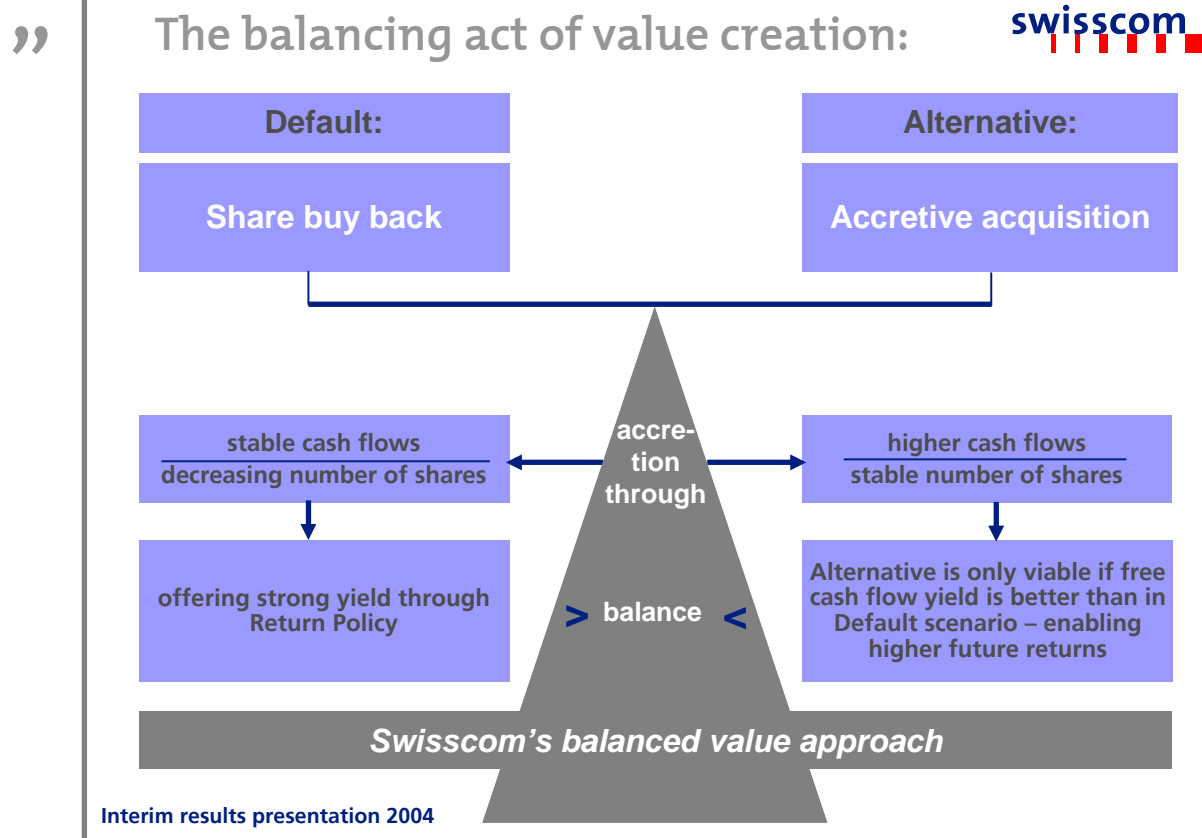 ”
The balancing act of value creation:
swisscom
Default:
Alternative:
Share buy back
Accretive acquisition
accre-
tion
through
stable cash flows
decreasing number of shares
higher cash flows
stable number of shares
offering strong yield through
Return Policy
> balance <
Alternative is only viable if free
cash flow yield is better than in
Default scenario – enabling
higher future returns
Swisscom’s balanced value approach
Interim results presentation 2004